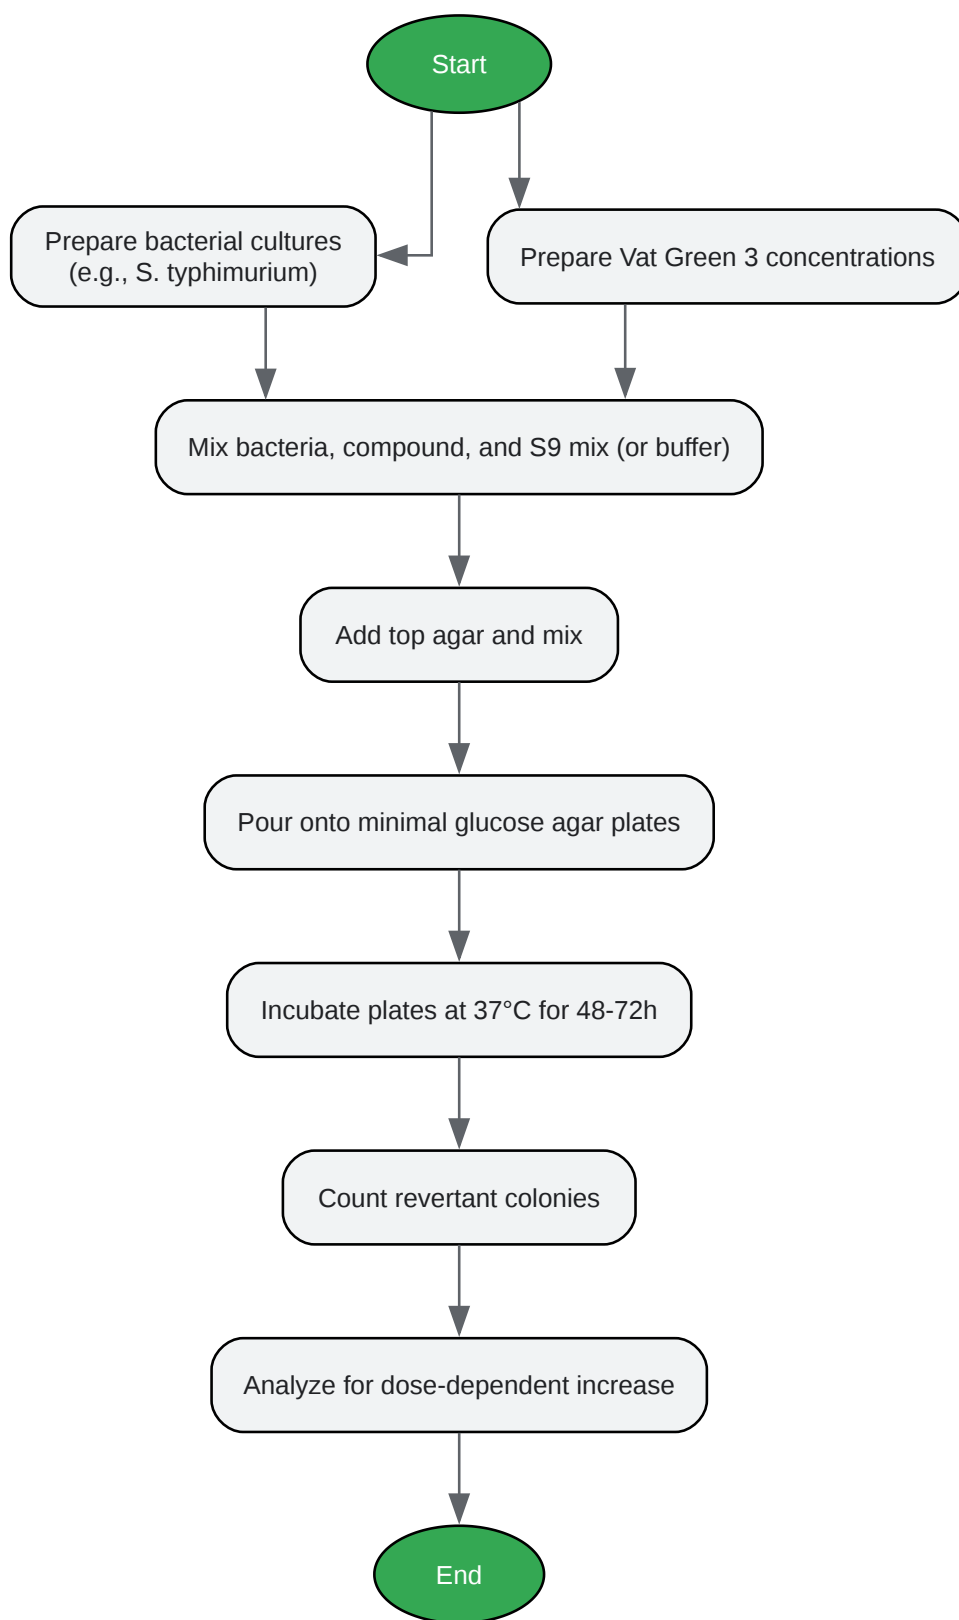 Start
Prepare bacterial cultures
(e.g., S. typhimurium)
Prepare Vat Green 3 concentrations
Mix bacteria, compound, and S9 mix (or buffer)
Add top agar and mix
Pour onto minimal glucose agar plates
Incubate plates at 37°C for 48-72h
Count revertant colonies
Analyze for dose-dependent increase
End